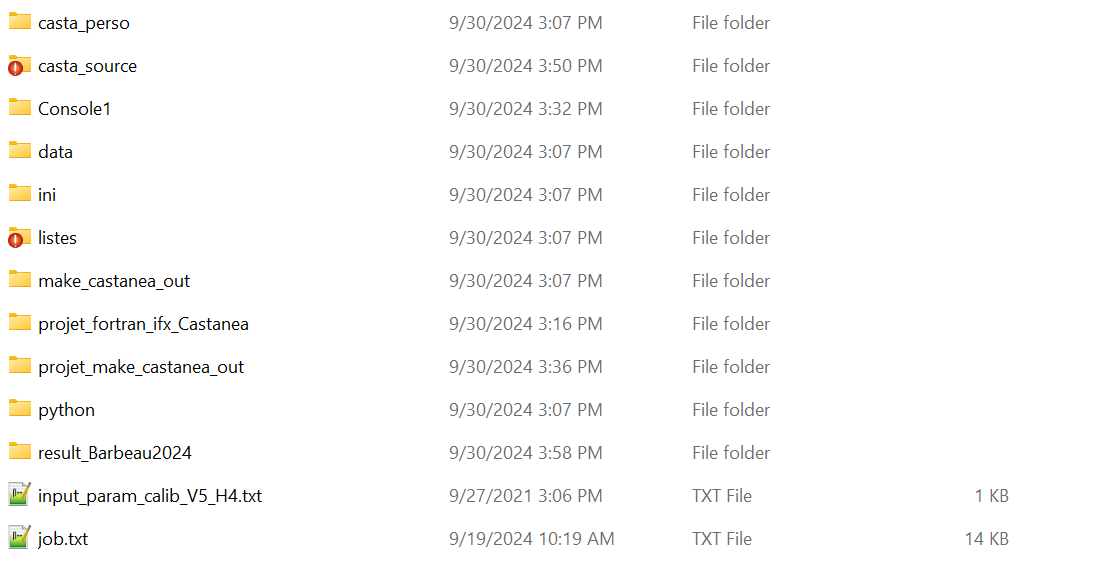 casta_perso 9/30/2024 3:07 PM File folder
casta_source 9/30/2024 3:50 PM File folder
Console1 9/30/2024 3:32 PM File folder
data 9/30/2024 3:07 PM File folder
ini 9/30/2024 3:07 PM File folder
listes 9/30/2024 3:07 PM File folder
make_castanea_out 9/30/2024 3:07 PM File folder
projet_fortran_ifx_Castanea 9/30/2024 3:16 PM File folder
projet_make_castanea_out 9/30/2024 3:36 PM File folder
python 9/30/2024 3:07 PM File folder
result_Barbeau2024 9/30/2024 3:58 PM File folder
input_param_calib_V5_H4.txt 9/27/2021 3:06 PM TXT File 1 KB
job.txt 9/19/2024 10:19 AM TXT File 14 KB